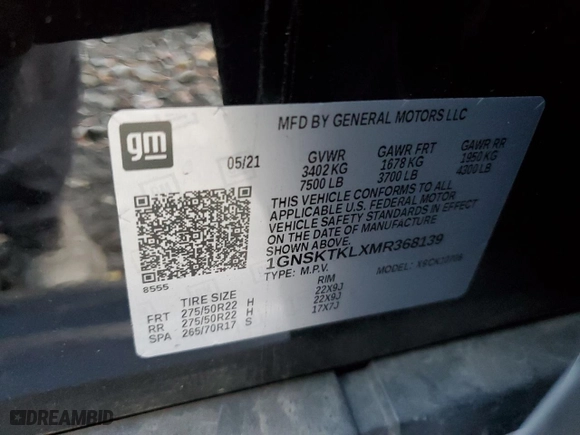 MFD BY GENERAL MOTORS LLC
gm
05/21 GVWR GAWR FRT GAWR RR
3402 KG 1678 KG 1950 KG
7500 LB 3700 LB 4300 LB
THIS VEHICLE CONFORMS TO ALL
APPLICABLE U.S. FEDERAL MOTOR
VEHICLE SAFETY STANDARDS IN EFFECT
ON THE DATE OF MANUFACTURE
SHOWN ABOVE.
1GNSKTKLXMR368139
TYPE: M.P.V. MODEL:
8555
TIRE SIZE RIM
FRT 275/50R22 H 22X9J
RR 275/50R22 H 22X9J
SPA 265/70R17 S 17X7J
DREAMBID